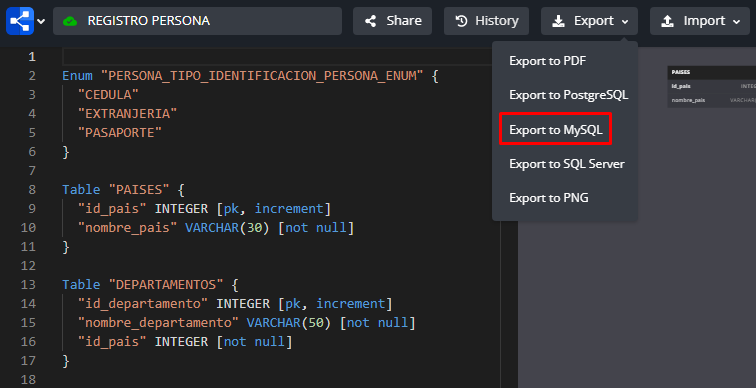 REGISTRO PERSONA
Share
History
Export
Import
Export to PDF
Export to PostgreSQL
Export to MySQL
Export to SQL Server
Export to PNG
1
2 Enum "PERSONA_TIPO_IDENTIFICACION_PERSONA_ENUM" {
3 "CEDULA"
4 "EXTRANJERIA"
5 "PASAPORTE"
6 }
7
8 Table "PAISES" {
9 "id_pais" INTEGER [pk, increment]
10 "nombre_pais" VARCHAR(30) [not null]
11 }
12
13 Table "DEPARTAMENTOS" {
14 "id_departamento" INTEGER [pk, increment]
15 "nombre_departamento" VARCHAR(50) [not null]
16 "id_pais" INTEGER [not null]
17 }
18
PAISES
id_pais INTE
nombre_pais VARCHAR